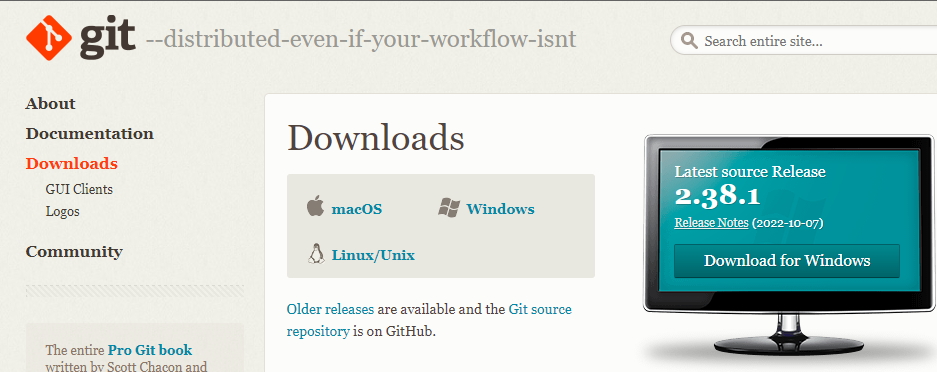 git --distributed-even-if-your-workflow-isnt
Search entire site...
About
Documentation
Downloads
GUI Clients
Logos
Community
The entire Pro Git book
written by Scott Chacon and
Downloads
macOS
Windows
Linux/Unix
Older releases are available and the Git source
repository is on GitHub.
Latest source Release
2.38.1
Release Notes (2022-10-07)
Download for Windows